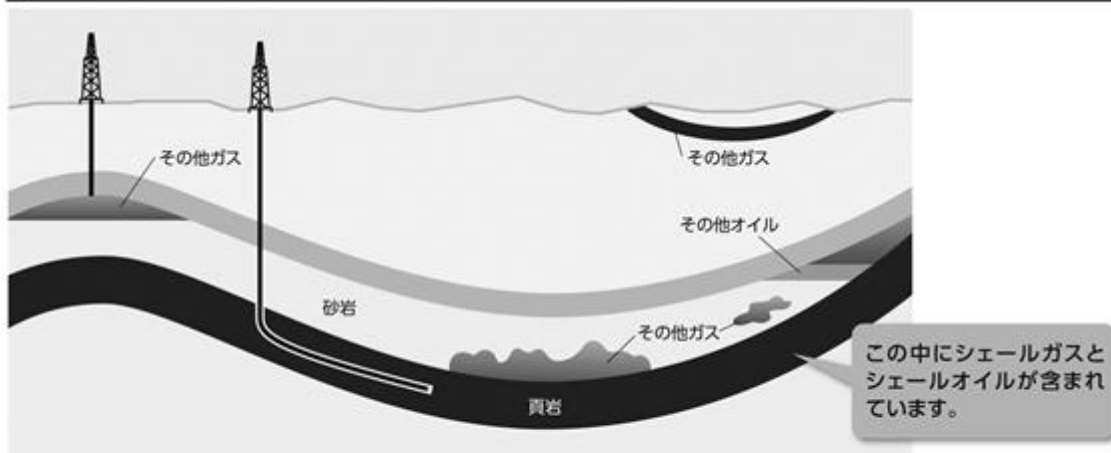 その他ガス
その他ガス
その他オイル
砂岩
その他ガス
頁岩
この中にシェールガスと
シェールオイルが含まれ
ています。